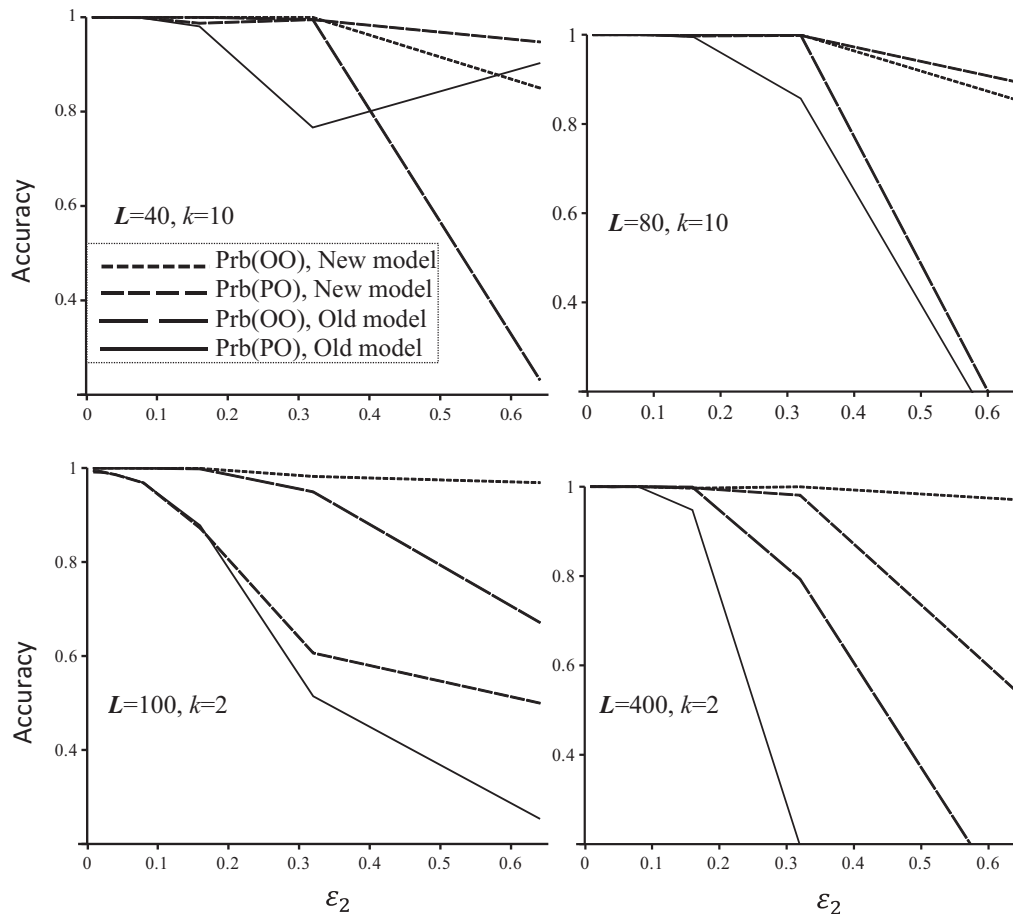 1
0.8
0.6
0.4
Accuracy
L=40, k=10
Prb(OO), New model
Prb(PO), New model
Prb(OO), Old model
Prb(PO), Old model
0 0.1 0.2 0.3 0.4 0.5 0.6
1
0.8
0.6
0.4
L=80, k=10
0 0.1 0.2 0.3 0.4 0.5 0.6
1
0.8
0.6
0.4
Accuracy
L=100, k=2
0 0.1 0.2 0.3 0.4 0.5 0.6
ε₂
1
0.8
0.6
0.4
L=400, k=2
0 0.1 0.2 0.3 0.4 0.5 0.6
ε₂